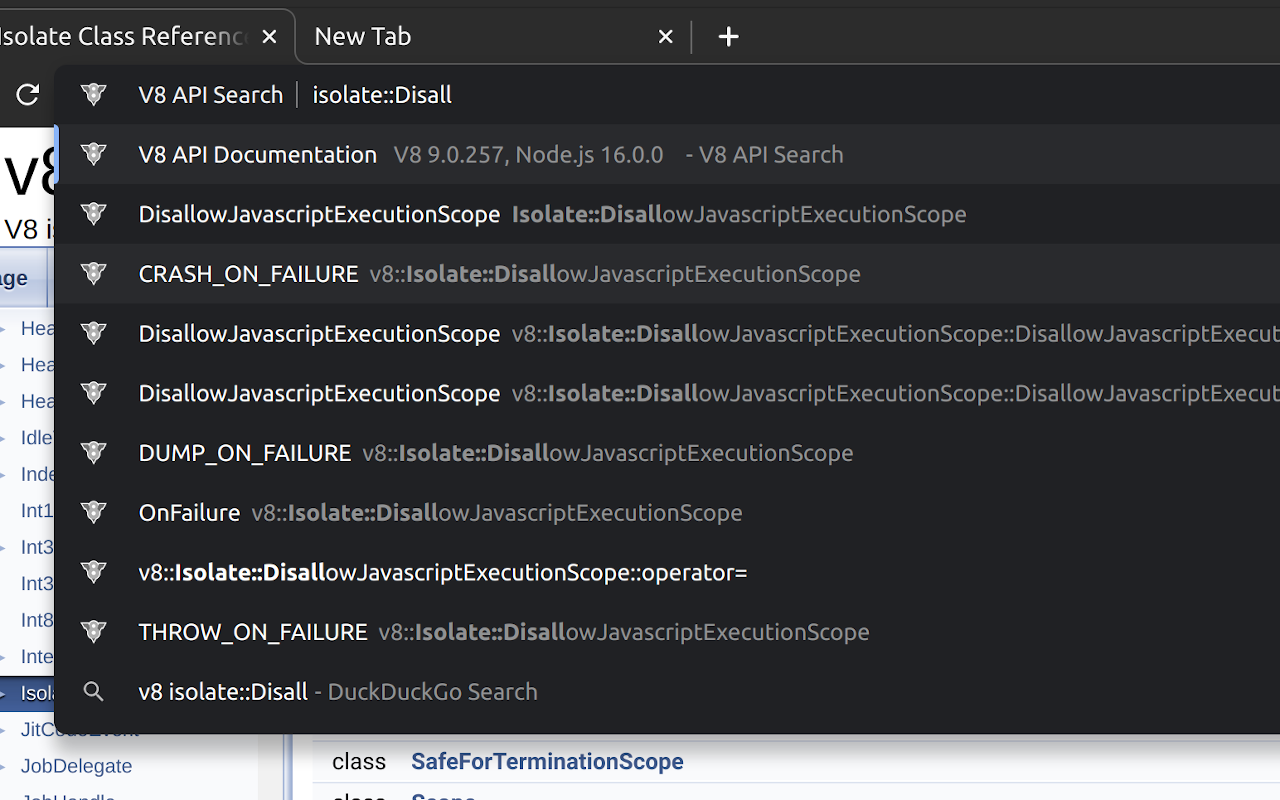 Isolate Class Referenc
New Tab
V8 API Search isolate::Disall
V8 API Documentation V8 9.0.257, Node.js 16.0.0 - V8 API Search
DisallowJavascriptExecutionScope Isolate::DisallowJavascriptExecutionScope
CRASH_ON_FAILURE v8::Isolate::DisallowJavascriptExecutionScope
DisallowJavascriptExecutionScope v8::Isolate::DisallowJavascriptExecutionScope::DisallowJavascriptExecut
DisallowJavascriptExecutionScope v8::Isolate::DisallowJavascriptExecutionScope::DisallowJavascriptExecut
DUMP_ON_FAILURE v8::Isolate::DisallowJavascriptExecutionScope
OnFailure v8::Isolate::DisallowJavascriptExecutionScope
v8::Isolate::DisallowJavascriptExecutionScope::operator=
THROW_ON_FAILURE v8::Isolate::DisallowJavascriptExecutionScope
v8 isolate::Disall - DuckDuckGo Search
v8
V8 is
age
Hea
Hea
Hea
Idle
Inde
Int1
Int3
Int3
Int8
Inte
Isola
JitCodeEvent
JobDelegate
JobHandle
class SafeForTerminationScope
class Scope